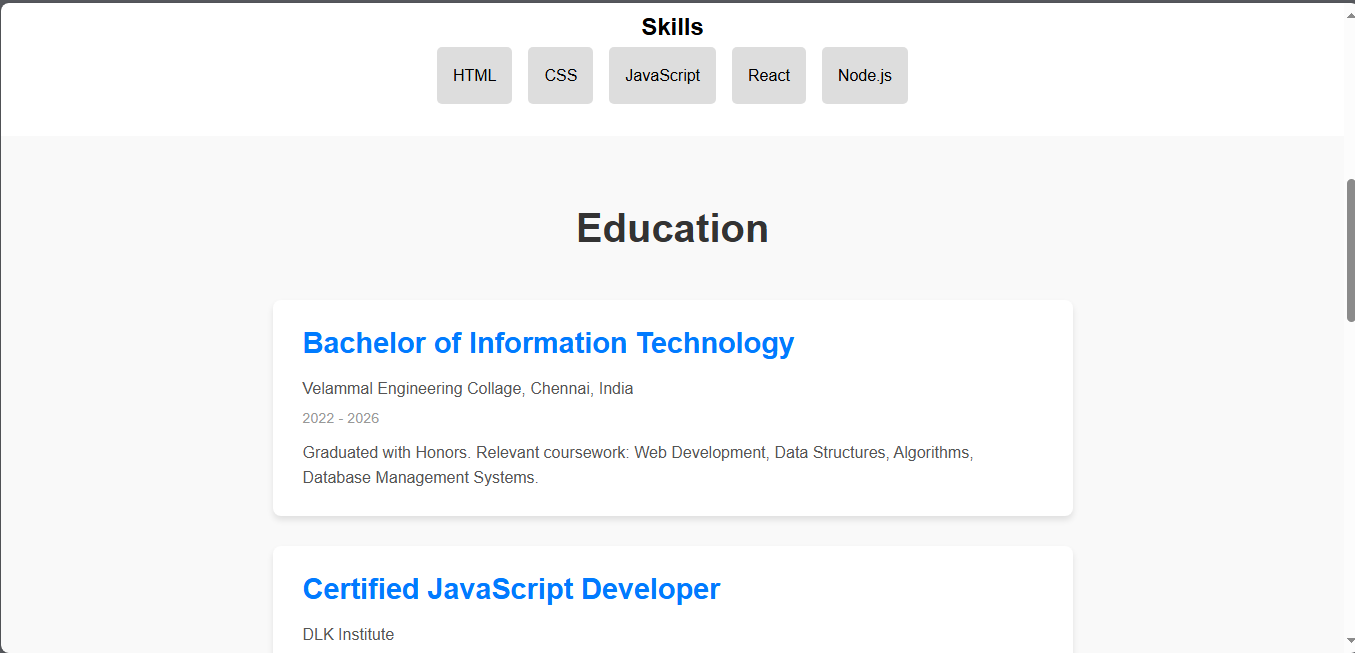 Skills
HTML CSS JavaScript React Node.js
Education
Bachelor of Information Technology
Velammal Engineering Collage, Chennai, India
2022 - 2026
Graduated with Honors. Relevant coursework: Web Development, Data Structures, Algorithms,
Database Management Systems.
Certified JavaScript Developer
DLK Institute